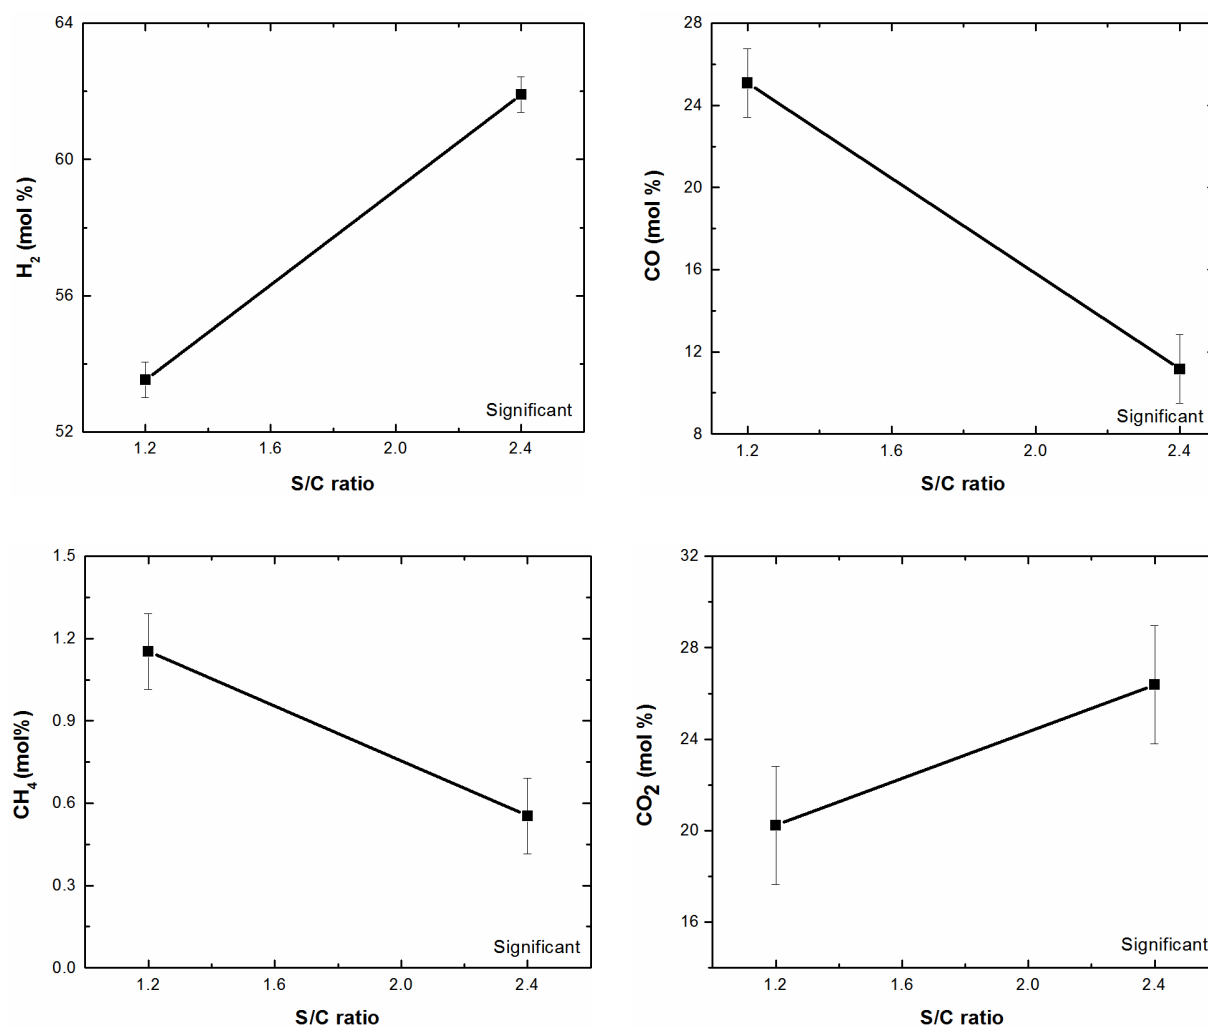 64
60
56
52
H2 (mol %)
Significant
1.2 1.6 2.0 2.4
S/C ratio
28
24
20
16
12
8
CO (mol %)
Significant
1.2 1.6 2.0 2.4
S/C ratio
1.5
1.2
0.9
0.6
0.3
0.0
CH4 (mol%)
Significant
1.2 1.6 2.0 2.4
S/C ratio
32
28
24
20
16
CO2 (mol %)
Significant
1.2 1.6 2.0 2.4
S/C ratio